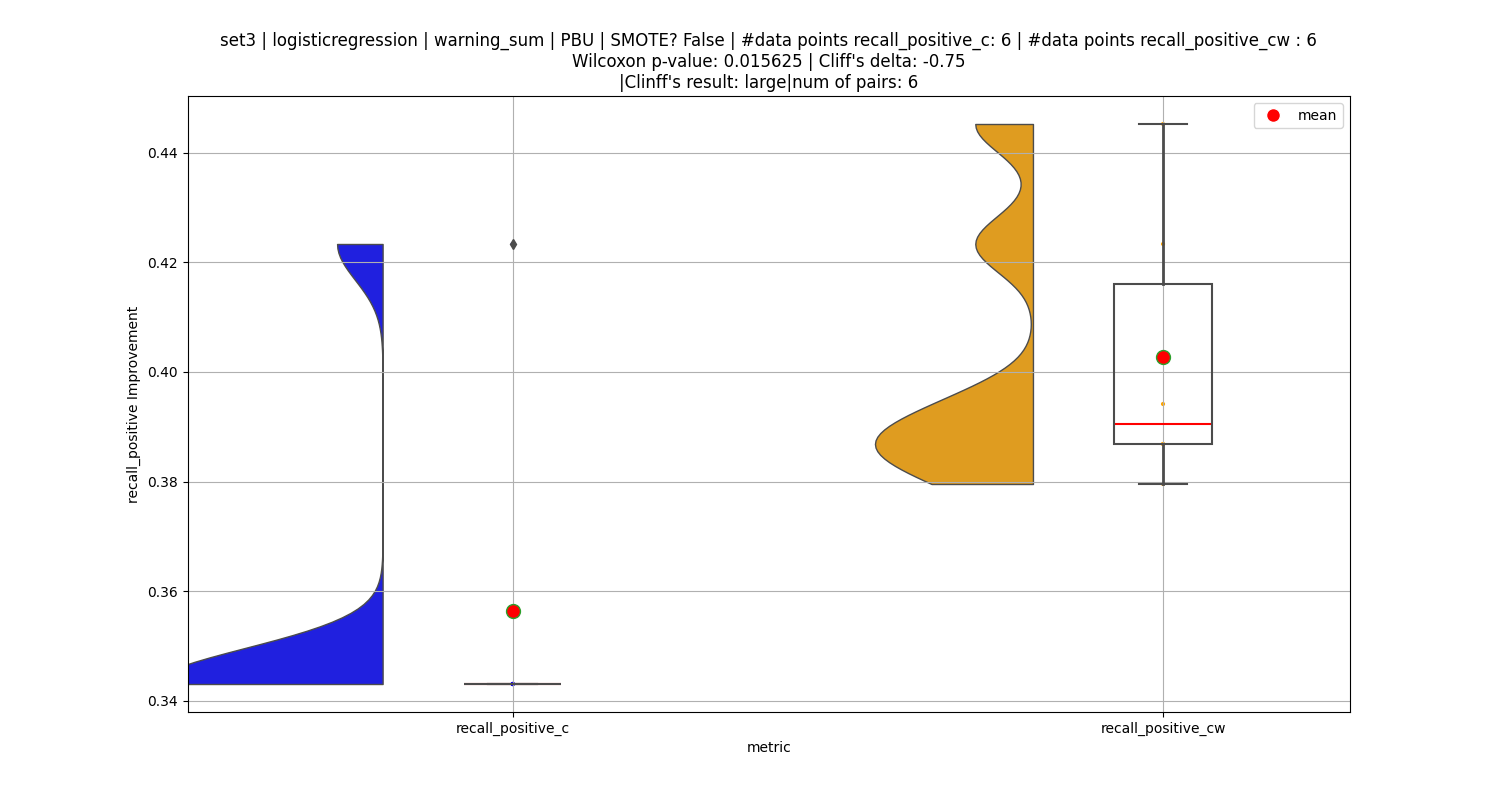 set3 | logisticregression | warning_sum | PBU | SMOTE? False | #data points recall_positive_c: 6 | #data points recall_positive_cw : 6
Wilcoxon p-value: 0.015625 | Cliff's delta: -0.75
|Clinff's result: large|num of pairs: 6
mean
0.44
0.42
0.40
0.38
0.36
0.34
recall_positive Improvement
recall_positive_c
recall_positive_cw
metric